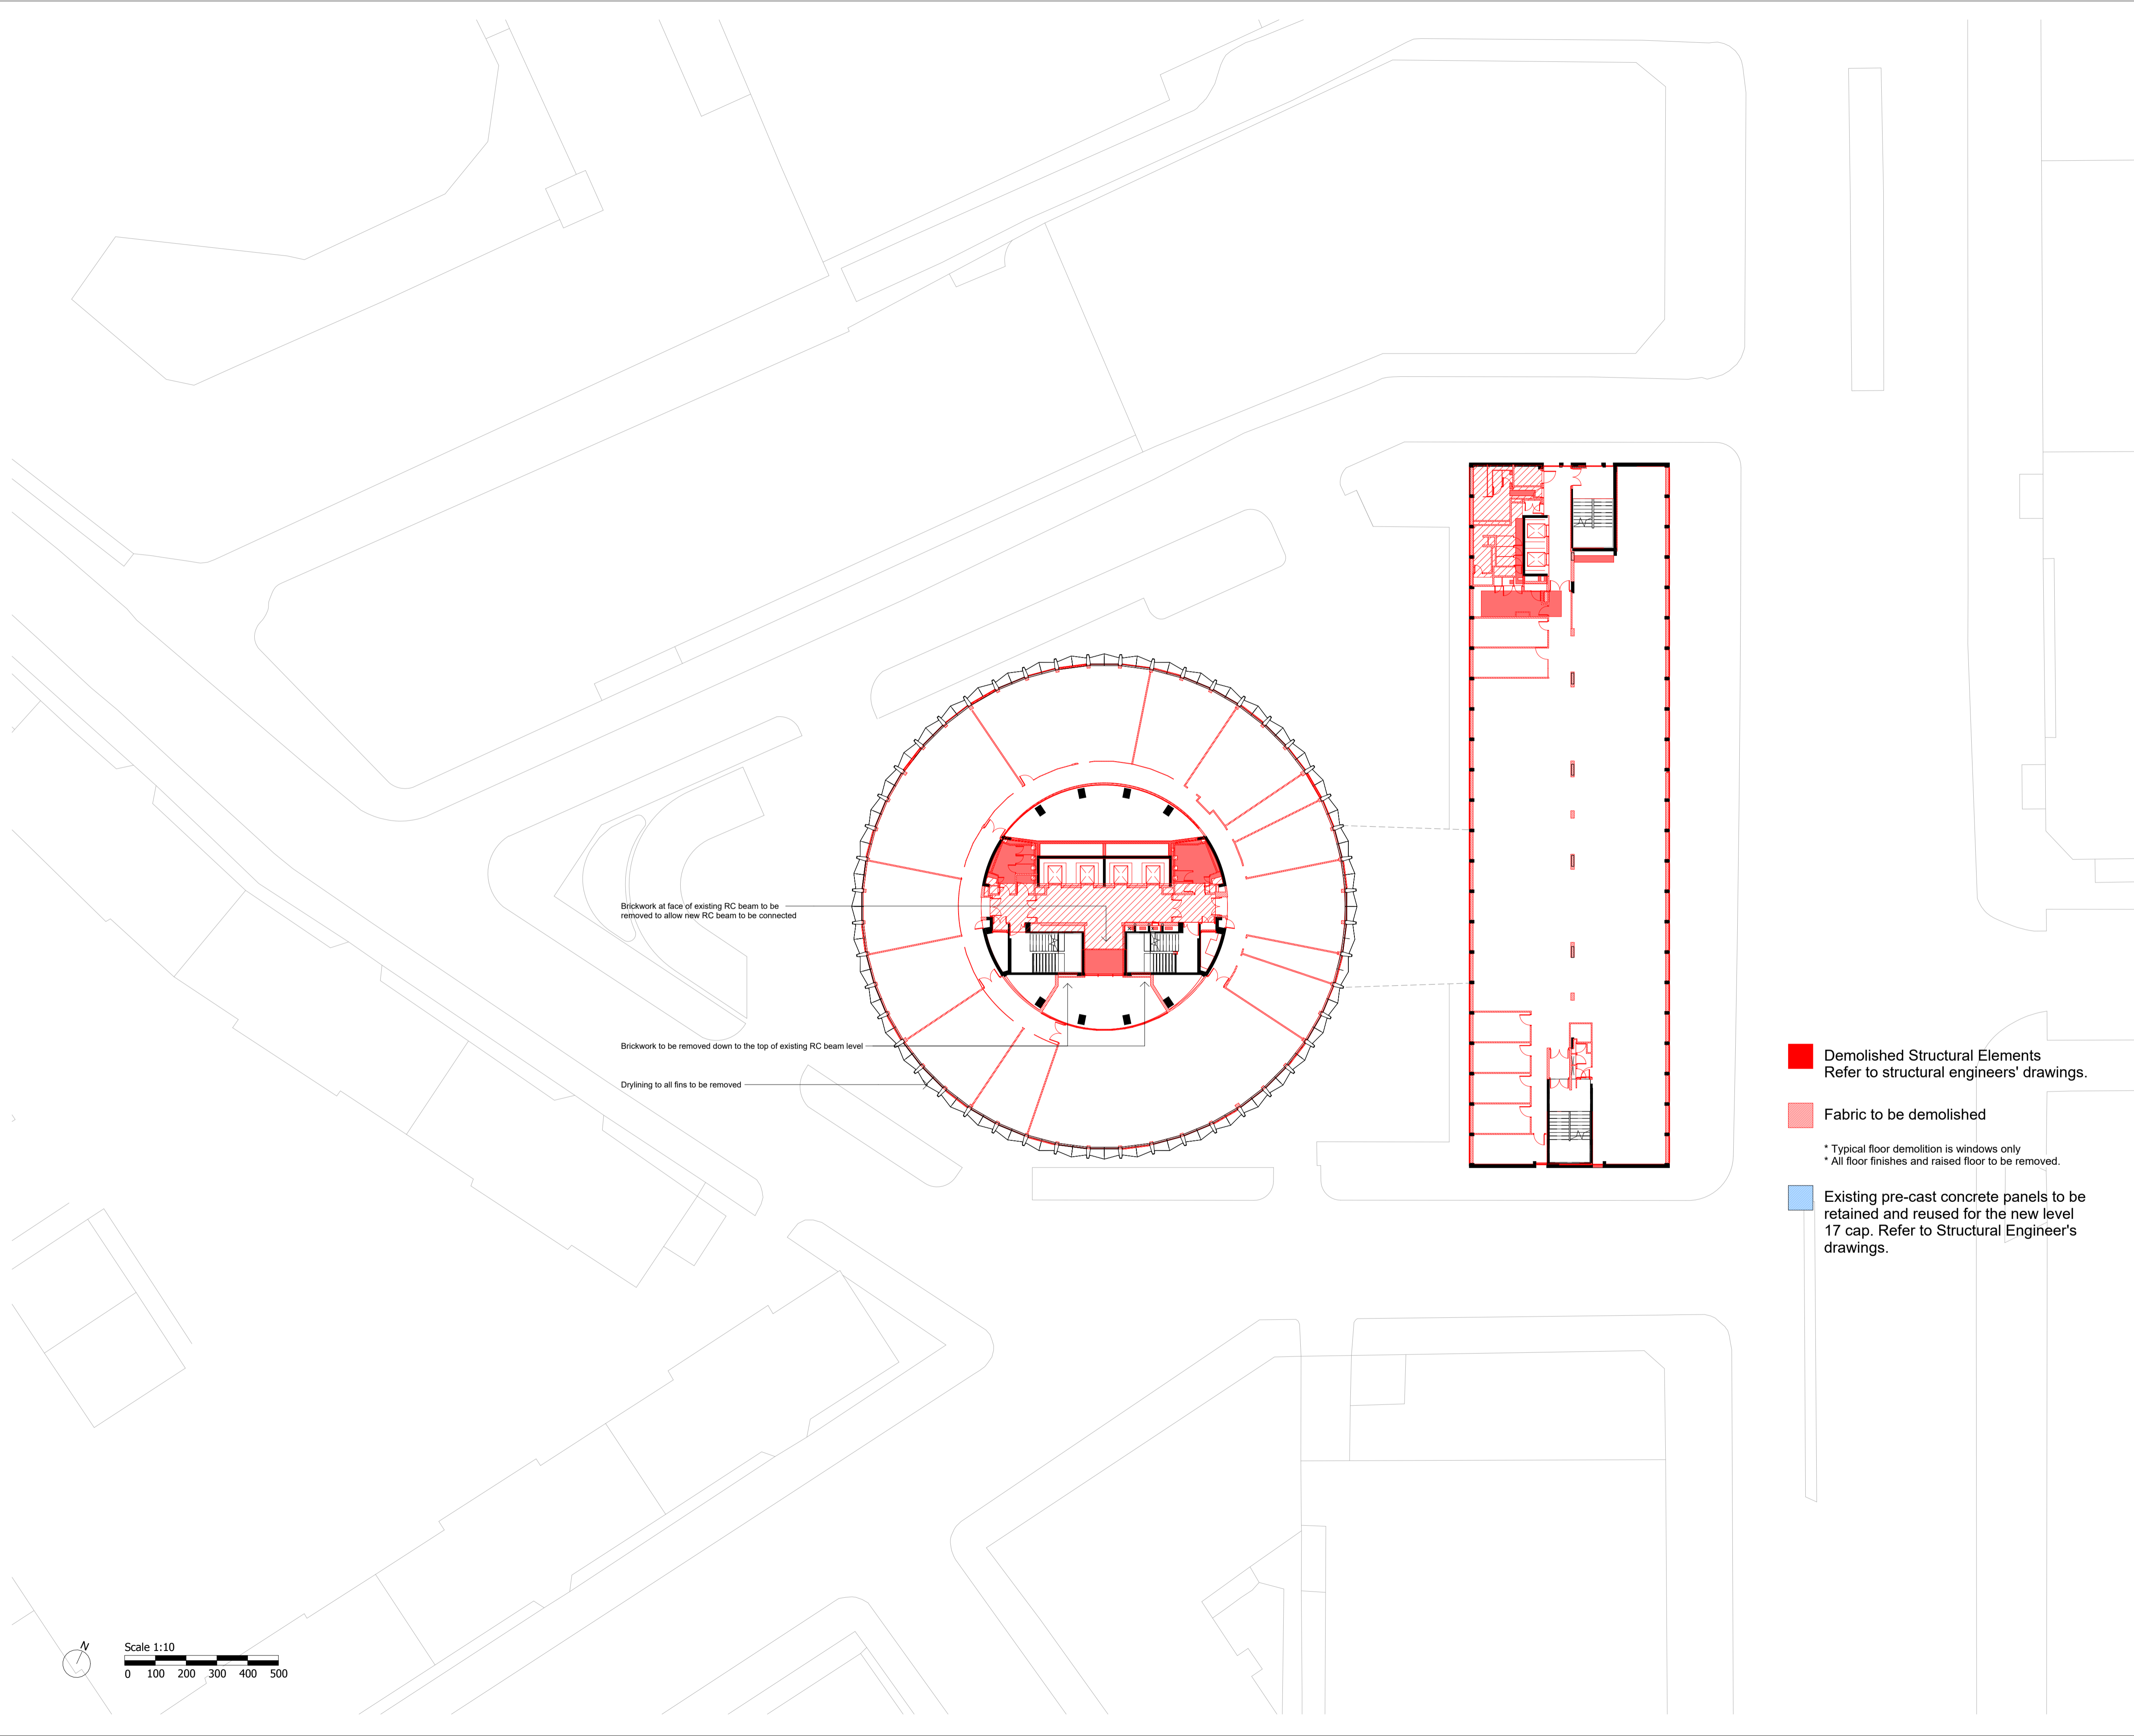 Brickwork at face of existing RC beam to be
removed to allow new RC beam to be connected
Brickwork to be removed down to the top of existing RC beam level
Drylining to all fins to be removed
Demolished Structural Elements
Refer to structural engineers' drawings.
Fabric to be demolished
* Typical floor demolition is windows only
* All floor finishes and raised floor to be removed.
Existing pre-cast concrete panels to be
retained and reused for the new level
17 cap. Refer to Structural Engineer's
drawings.
N
Scale 1:10
0 100 200 300 400 500